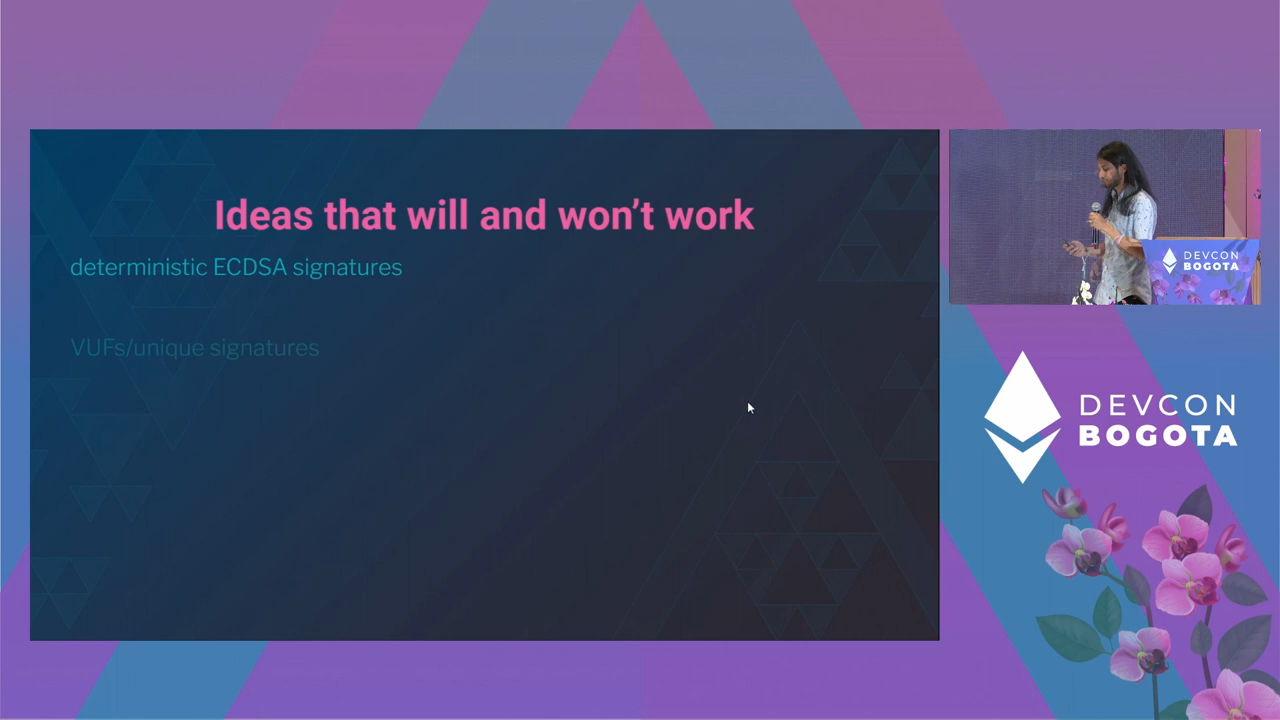 Ideas that will and won't work
deterministic ECDSA signatures
VUFs/unique signatures
DEVCON
BOGOTA
DEVCON
BOGOTA